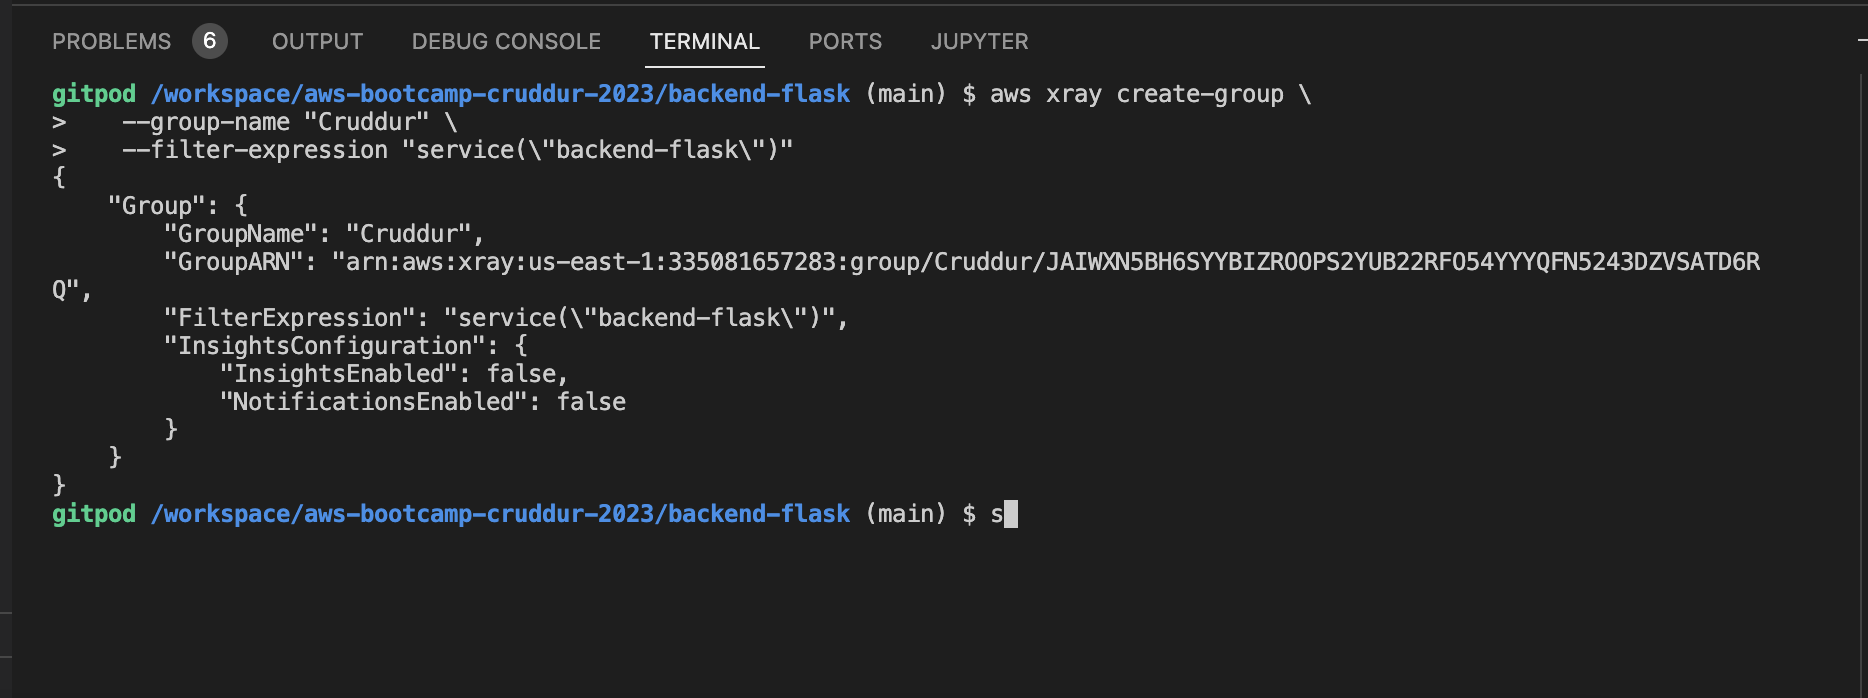 PROBLEMS 6 OUTPUT DEBUG CONSOLE TERMINAL PORTS JUPYTER
gitpod /workspace/aws-bootcamp-cruddur-2023/backend-flask (main) $ aws xray create-group \
>    --group-name "Cruddur" \
>    --filter-expression "service(\"backend-flask\")"
{
    "Group": {
        "GroupName": "Cruddur",
        "GroupARN": "arn:aws:xray:us-east-1:335081657283:group/Cruddur/JAIWXN5BH6SYYBIZROOPS2YUB22RFO54YYYQFN5243DZVSATD6R
Q",
        "FilterExpression": "service(\"backend-flask\")",
        "InsightsConfiguration": {
            "InsightsEnabled": false,
            "NotificationsEnabled": false
        }
    }
}
gitpod /workspace/aws-bootcamp-cruddur-2023/backend-flask (main) $ s